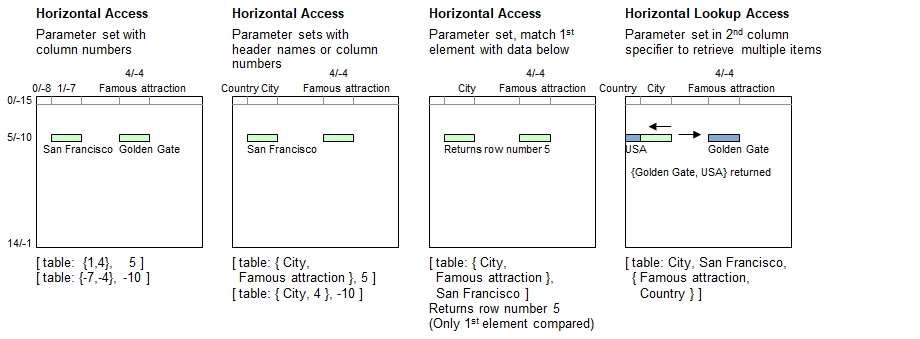 Horizontal Access
Parameter set with
column numbers
4/-4
0/-8 1/-7 Famous attraction
0/-15
5/-10
San Francisco Golden Gate
14/-1
[ table: {1,4}, 5 ]
[ table: {-7,-4}, -10 ]
Horizontal Access
Parameter sets with
header names or column
numbers
4/-4
Country City Famous attraction
San Francisco
[ table: { City,
Famous attraction }, 5 ]
[ table: { City, 4 }, -10 ]
Horizontal Access
Parameter set, match 1st
element with data below
4/-4
City Famous attraction
Returns row number 5
[ table: { City,
Famous attraction },
San Francisco ]
Returns row number 5
(Only 1st element compared)
Horizontal Lookup Access
Parameter set in 2nd column
specifier to retrieve multiple items
4/-4
Country City Famous attraction
USA Golden Gate
{Golden Gate, USA} returned
[ table: City, San Francisco,
{ Famous attraction,
Country } ]